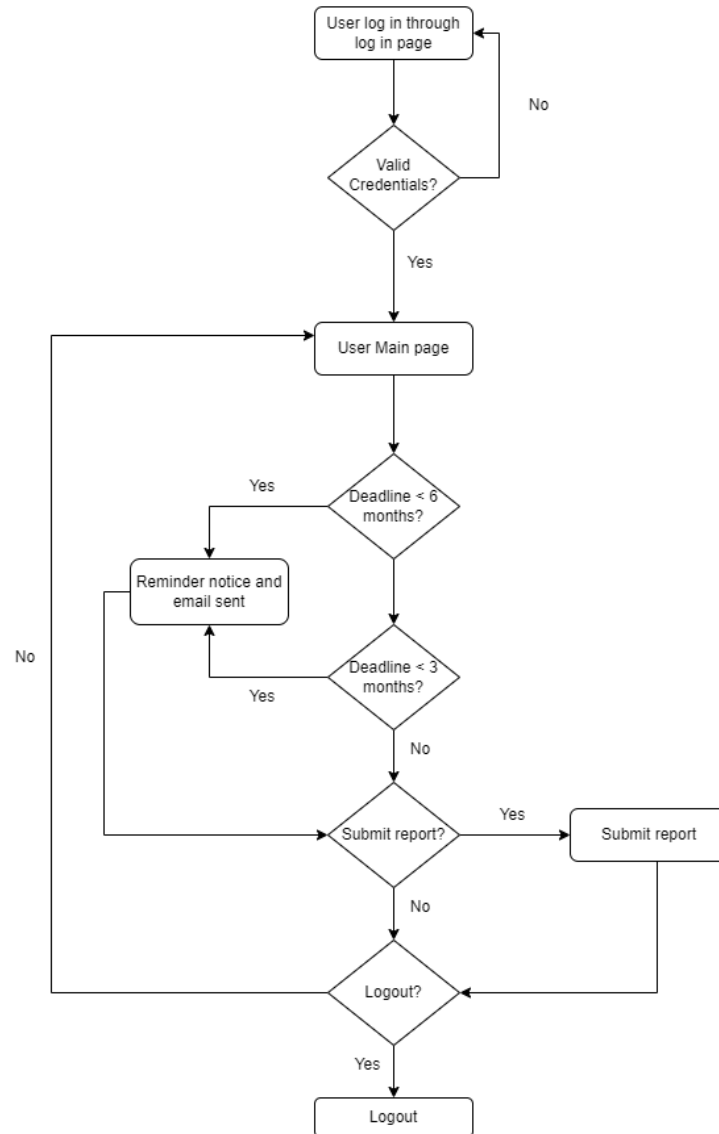 User log in through
log in page
No
Valid
Credentials?
Yes
User Main page
Yes
Deadline < 6
months?
Reminder notice and
email sent
No
Deadline < 3
months?
Yes
No
Submit report?
Yes
Submit report
No
Logout?
Yes
Logout